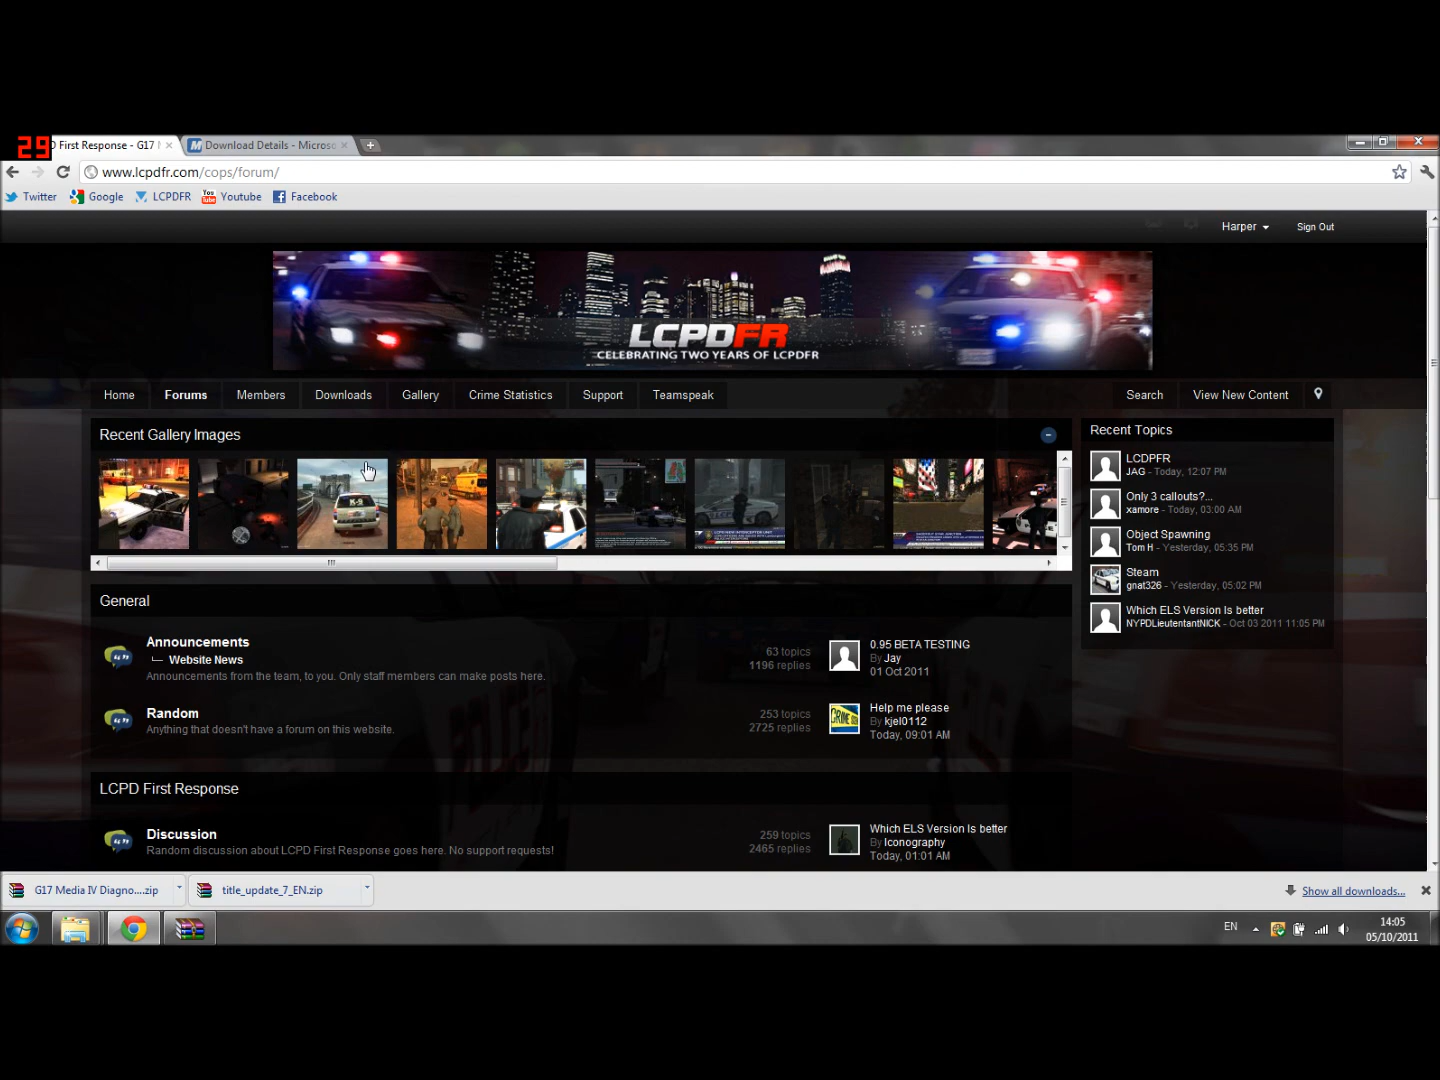 29
D First Response - G17
Download Details - Microso
www.lcpdfr.com/cops/forum/
Twitter Google LCPDFR Youtube Facebook
Harper Sign Out
LCPDFR
CELEBRATING TWO YEARS OF LCPDFR
Home Forums Members Downloads Gallery Crime Statistics Support Teamspeak Search View New Content
Recent Gallery Images
Recent Topics
LCDPFR
JAG - Today, 12:07 PM
Only 3 callouts?...
xamore - Today, 03:00 AM
Object Spawning
Tom H - Yesterday, 05:35 PM
Steam
gnat326 - Yesterday, 05:02 PM
Which ELS Version Is better
NYPDLieutentantNICK - Oct 03 2011 11:05 PM
General
Announcements
Website News
Announcements from the team, to you. Only staff members can make posts here.
63 topics
1196 replies
0.95 BETA TESTING
By Jay
01 Oct 2011
Random
Anything that doesn't have a forum on this website.
253 topics
2725 replies
Help me please
By kjel0112
Today, 09:01 AM
LCPD First Response
Discussion
Random discussion about LCPD First Response goes here. No support requests!
259 topics
2465 replies
Which ELS Version Is better
By Iconography
Today, 01:01 AM
G17 Media IV Diagno....zip
title_update_7_EN.zip
Show all downloads...
EN
14:05
05/10/2011